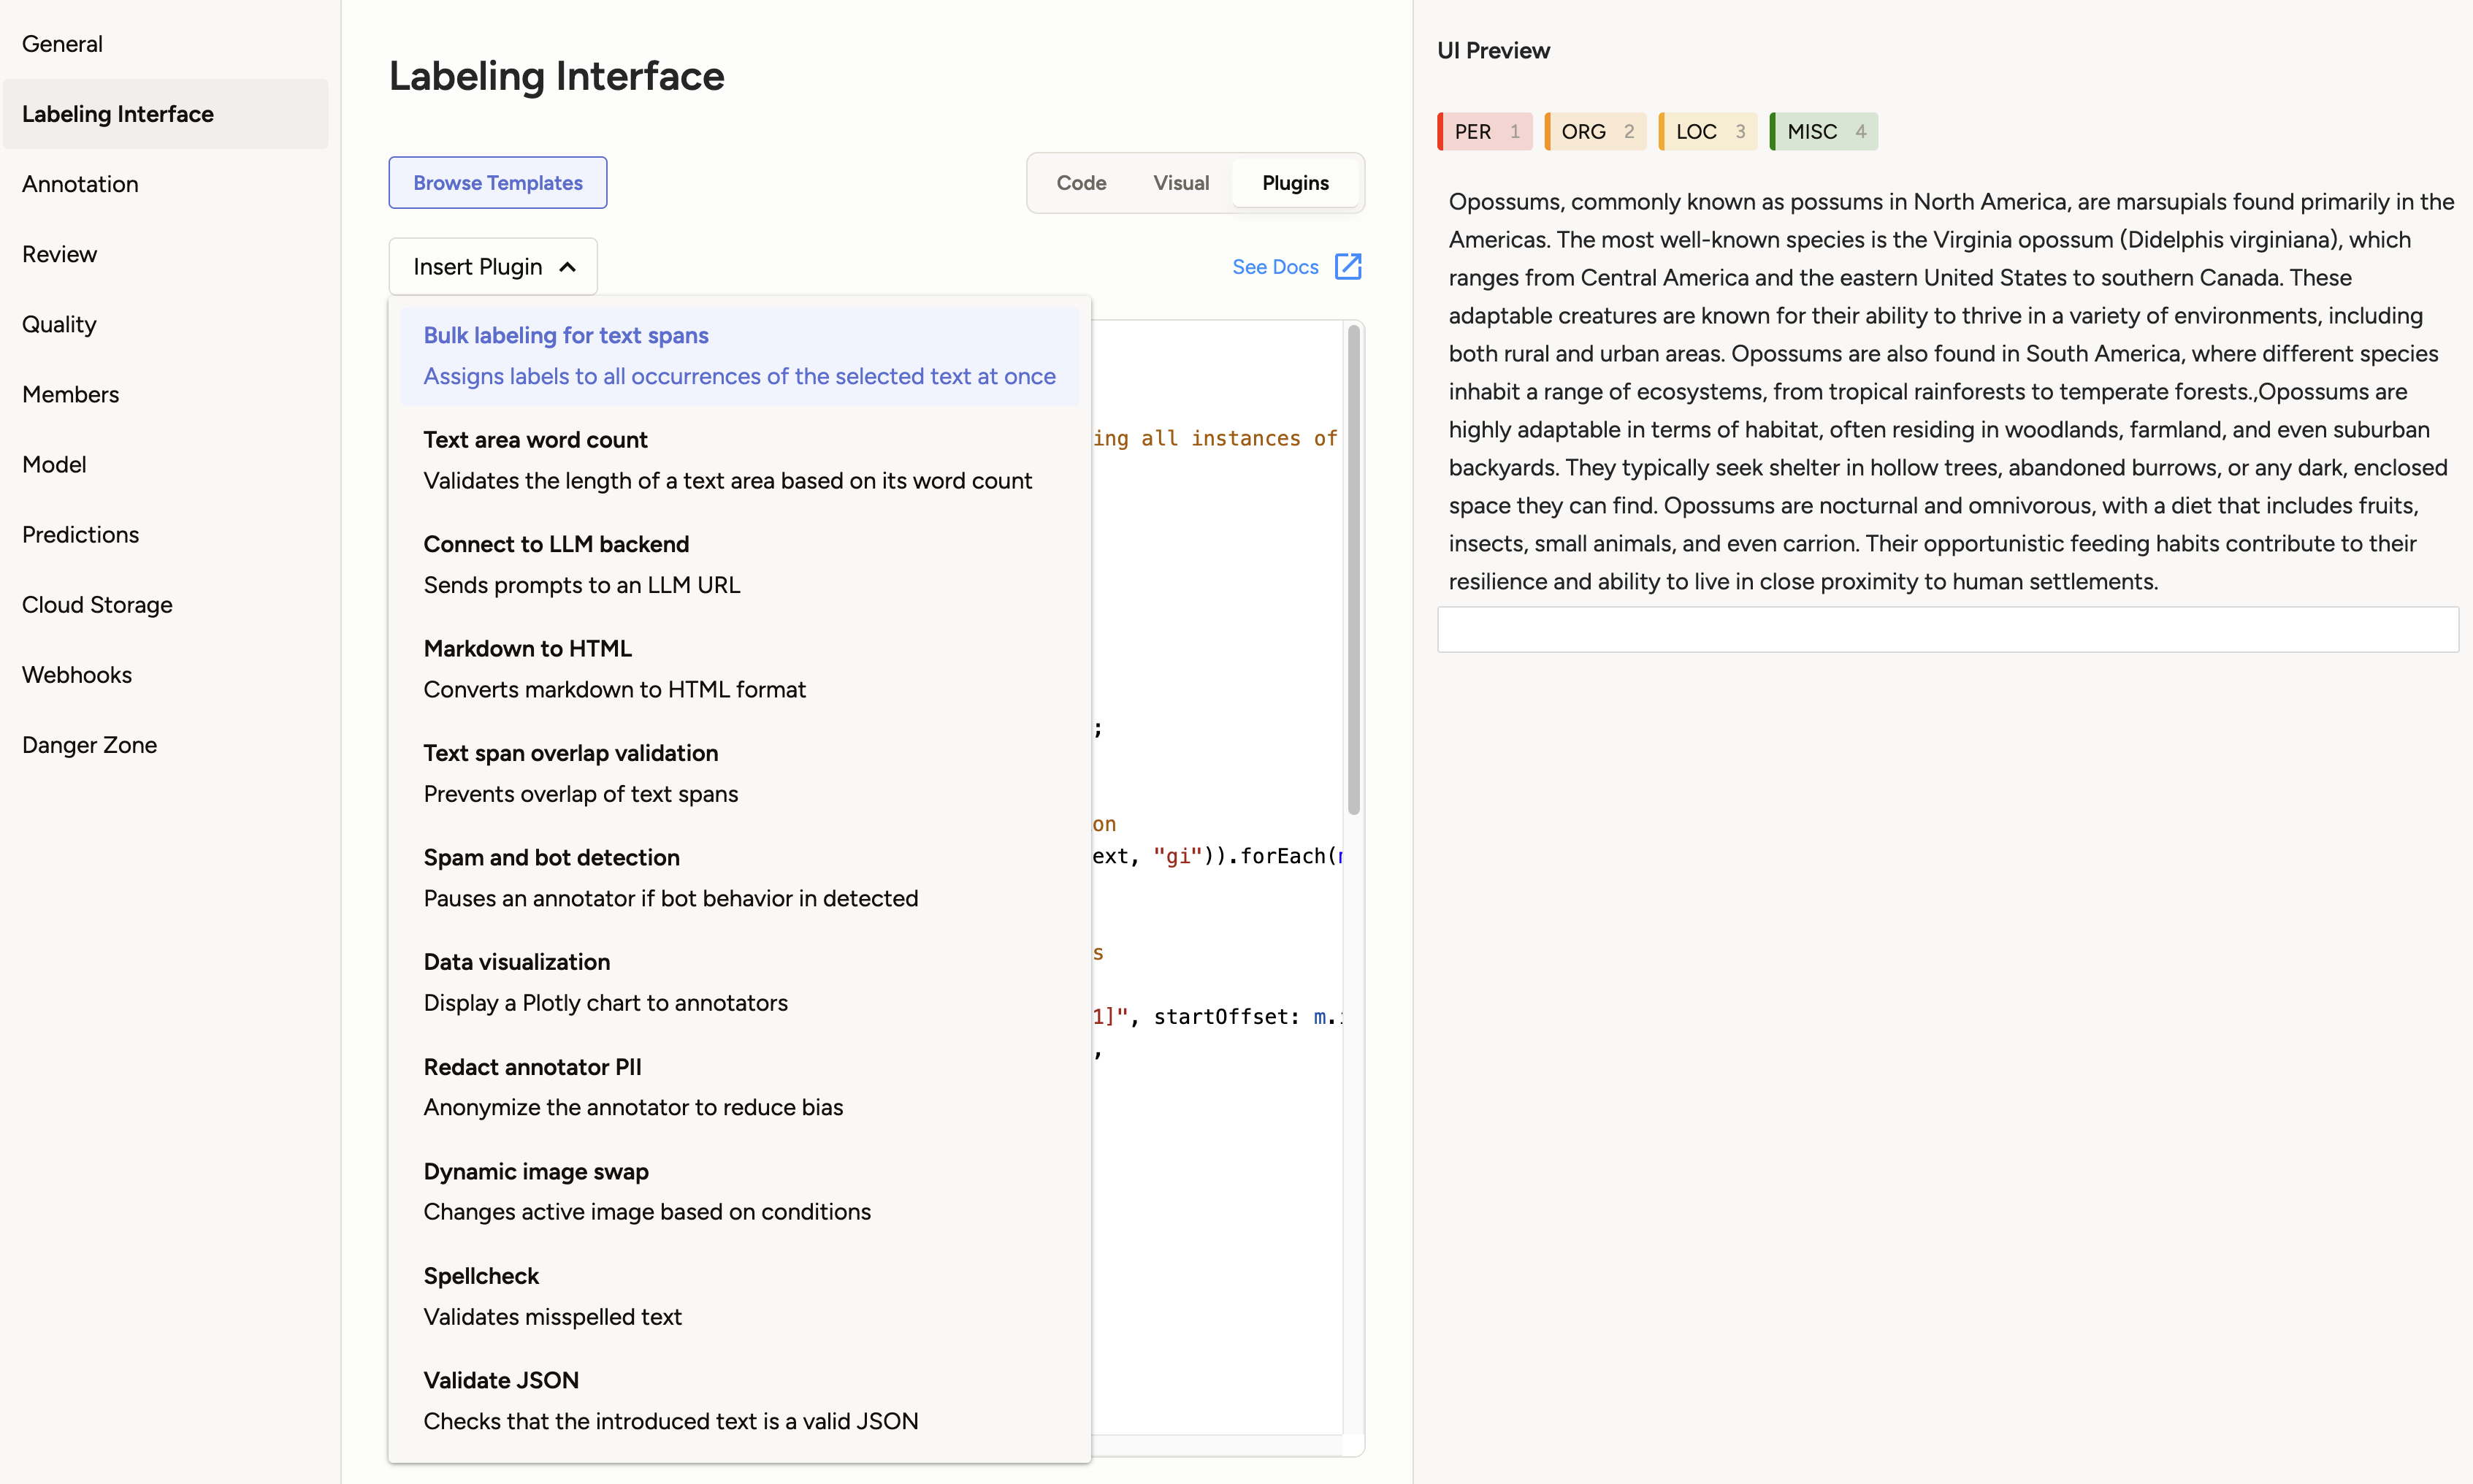 General
Labeling Interface
Annotation
Review
Quality
Members
Model
Predictions
Cloud Storage
Webhooks
Danger Zone
Labeling Interface
Browse Templates
Code Visual Plugins
Insert Plugin
See Docs
Bulk labeling for text spans
Assigns labels to all occurrences of the selected text at once
Text area word count
Validates the length of a text area based on its word count
Connect to LLM backend
Sends prompts to an LLM URL
Markdown to HTML
Converts markdown to HTML format
Text span overlap validation
Prevents overlap of text spans
Spam and bot detection
Pauses an annotator if bot behavior in detected
Data visualization
Display a Plotly chart to annotators
Redact annotator PII
Anonymize the annotator to reduce bias
Dynamic image swap
Changes active image based on conditions
Spellcheck
Validates misspelled text
Validate JSON
Checks that the introduced text is a valid JSON
ing all instances of
;
on
ext, "gi")).forEach(
s
1]", startOffset: m.
,
UI Preview
PER 1 ORG 2 LOC 3 MISC 4
Opossums, commonly known as possums in North America, are marsupials found primarily in the
Americas. The most well-known species is the Virginia opossum (Didelphis virginiana), which
ranges from Central America and the eastern United States to southern Canada. These
adaptable creatures are known for their ability to thrive in a variety of environments, including
both rural and urban areas. Opossums are also found in South America, where different species
inhabit a range of ecosystems, from tropical rainforests to temperate forests.,Opossums are
highly adaptable in terms of habitat, often residing in woodlands, farmland, and even suburban
backyards. They typically seek shelter in hollow trees, abandoned burrows, or any dark, enclosed
space they can find. Opossums are nocturnal and omnivorous, with a diet that includes fruits,
insects, small animals, and even carrion. Their opportunistic feeding habits contribute to their
resilience and ability to live in close proximity to human settlements.